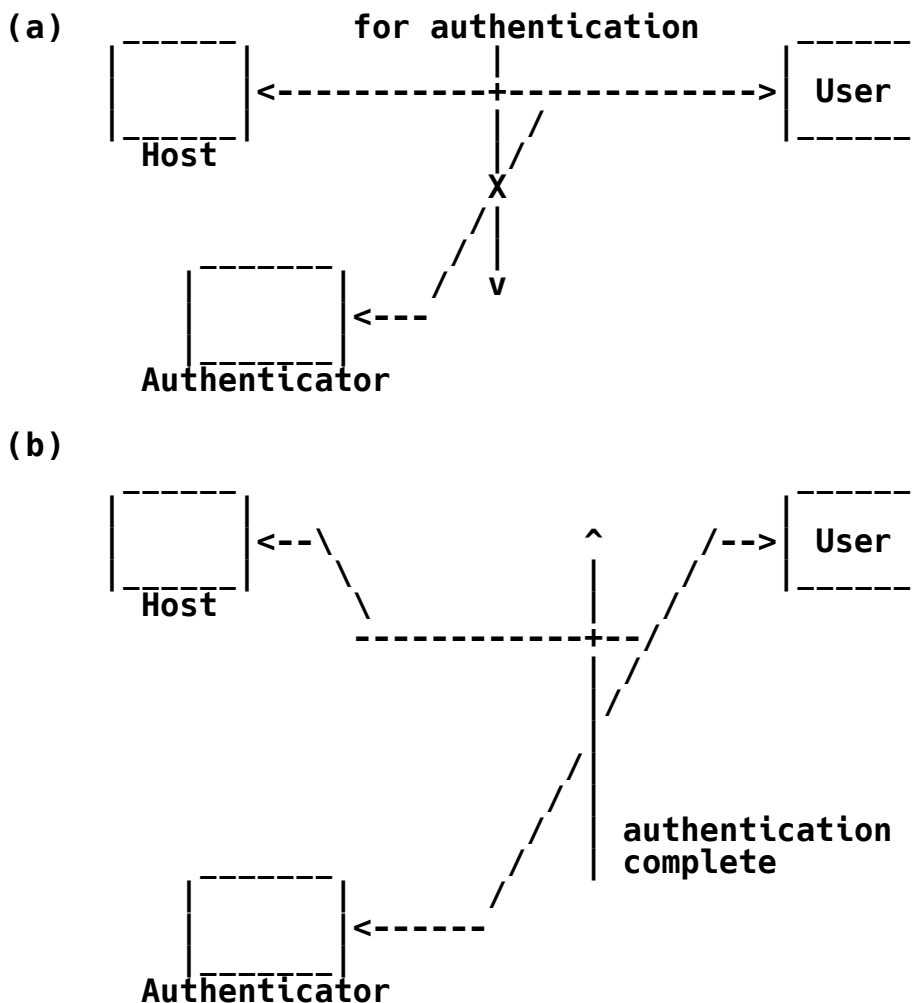 (a) for authentication
User
Host
X
v
Authenticator
(b)
User
Host
authentication
complete
Authenticator